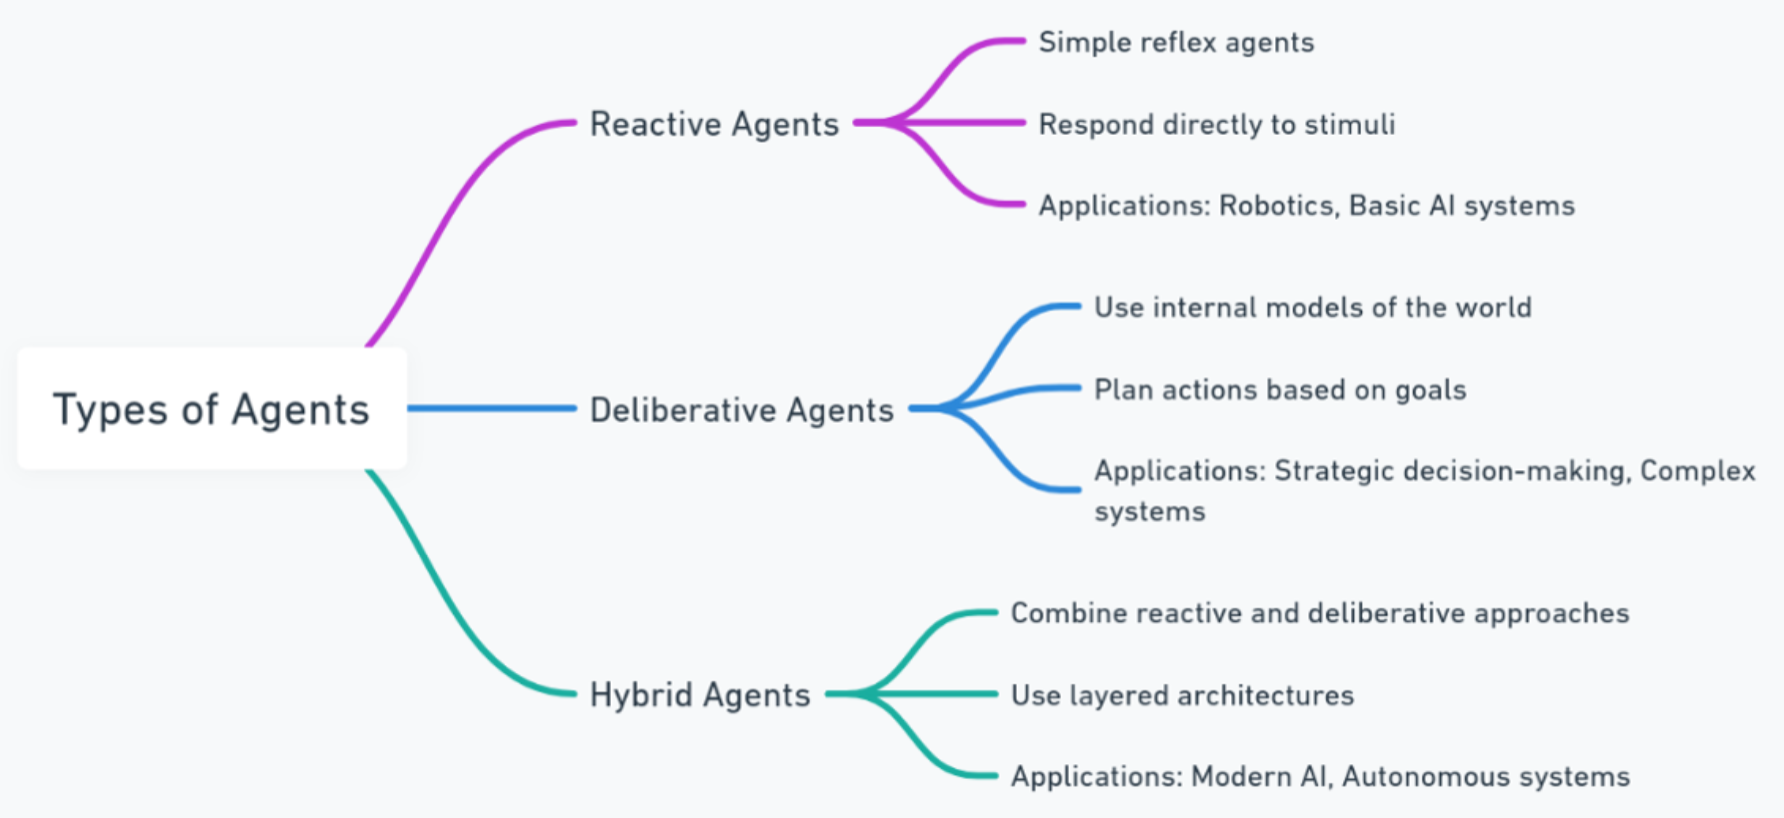 Types of Agents
Reactive Agents
Simple reflex agents
Respond directly to stimuli
Applications: Robotics, Basic AI systems
Deliberative Agents
Use internal models of the world
Plan actions based on goals
Applications: Strategic decision-making, Complex
systems
Hybrid Agents
Combine reactive and deliberative approaches
Use layered architectures
Applications: Modern AI, Autonomous systems